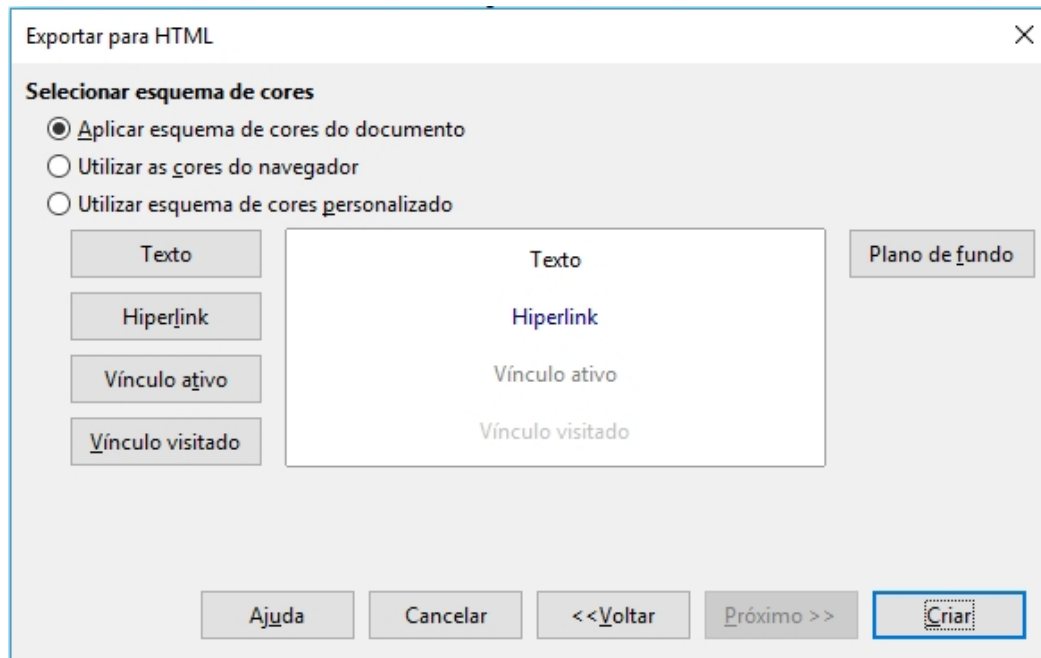 Exportar para HTML
Selecionar esquema de cores
Aplicar esquema de cores do documento
Utilizar as cores do navegador
Utilizar esquema de cores personalizado
Texto
Texto
Plano de fundo
Hiperlink
Hiperlink
Vínculo ativo
Vínculo ativo
Vínculo visitado
Vínculo visitado
Ajuda
Cancelar
<<Voltar
Próximo >>
Criar